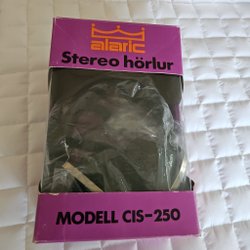 alaric
Stereo hörlur
MODELL CIS-250